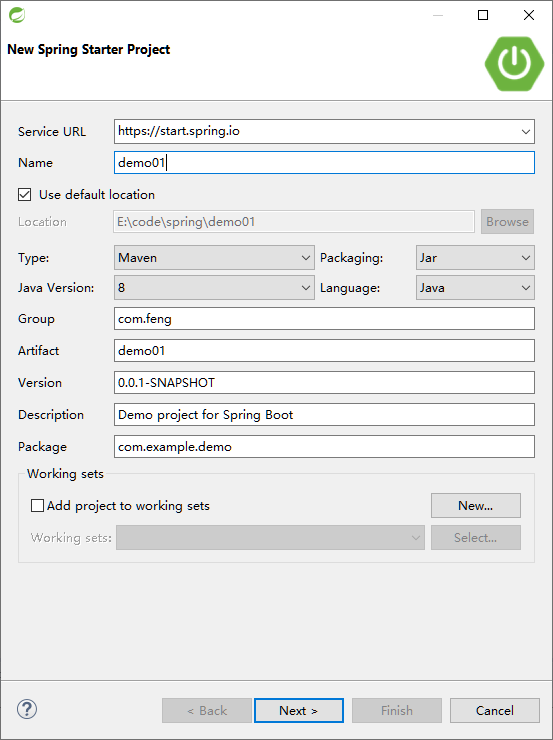 New Spring Starter Project
Service URL https://start.spring.io
Name demo01
Use default location
Location E:\code\spring\demo01 Browse
Type: Maven Packaging: Jar
Java Version: 8 Language: Java
Group com.feng
Artifact demo01
Version 0.0.1-SNAPSHOT
Description Demo project for Spring Boot
Package com.example.demo
Working sets
Add project to working sets New...
Working sets: Select...
? < Back Next > Finish Cancel